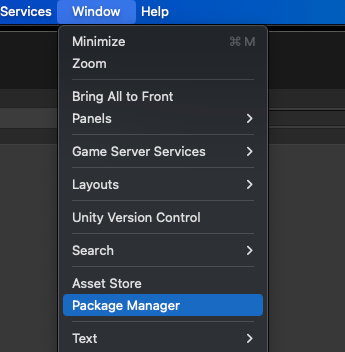 Services Window Help
Minimize ⌘ M
Zoom
Bring All to Front
Panels
Game Server Services
Layouts
Unity Version Control
Search
Asset Store
Package Manager
Text